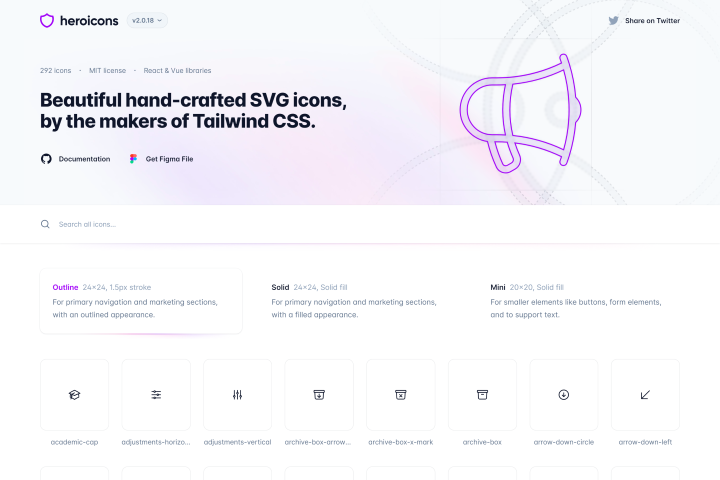 heroicons v2.0.18
Share on Twitter
292 icons · MIT license · React & Vue libraries
Beautiful hand-crafted SVG icons,
by the makers of Tailwind CSS.
Documentation Get Figma File
Search all icons...
Outline 24×24, 1.5px stroke
For primary navigation and marketing sections,
with an outlined appearance.
Solid 24×24, Solid fill
For primary navigation and marketing sections,
with a filled appearance.
Mini 20×20, Solid fill
For smaller elements like buttons, form elements,
and to support text.
academic-cap
adjustments-horizo...
adjustments-vertical
archive-box-arrow...
archive-box-x-mark
archive-box
arrow-down-circle
arrow-down-left